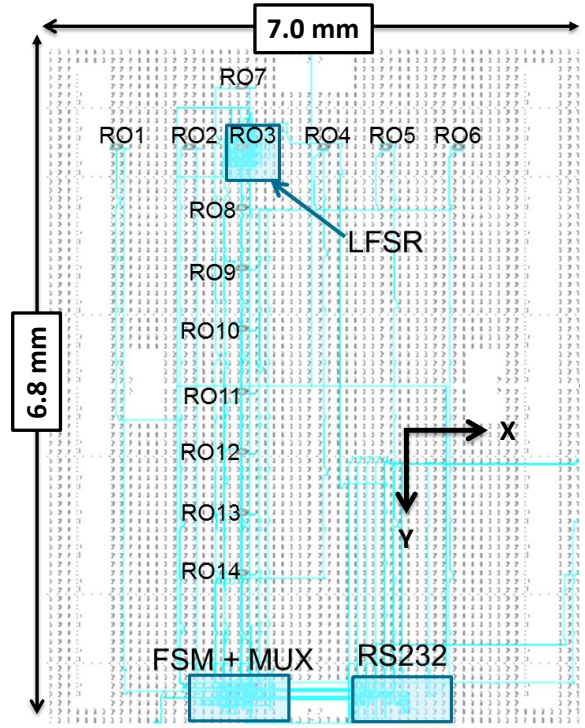 7.0 mm
RO7
RO1 RO2 RO3 RO4 RO5 RO6
RO8
LFSR
RO9
RO10
6.8 mm
RO11
X
RO12
RO13
Y
RO14
FSM + MUX RS232